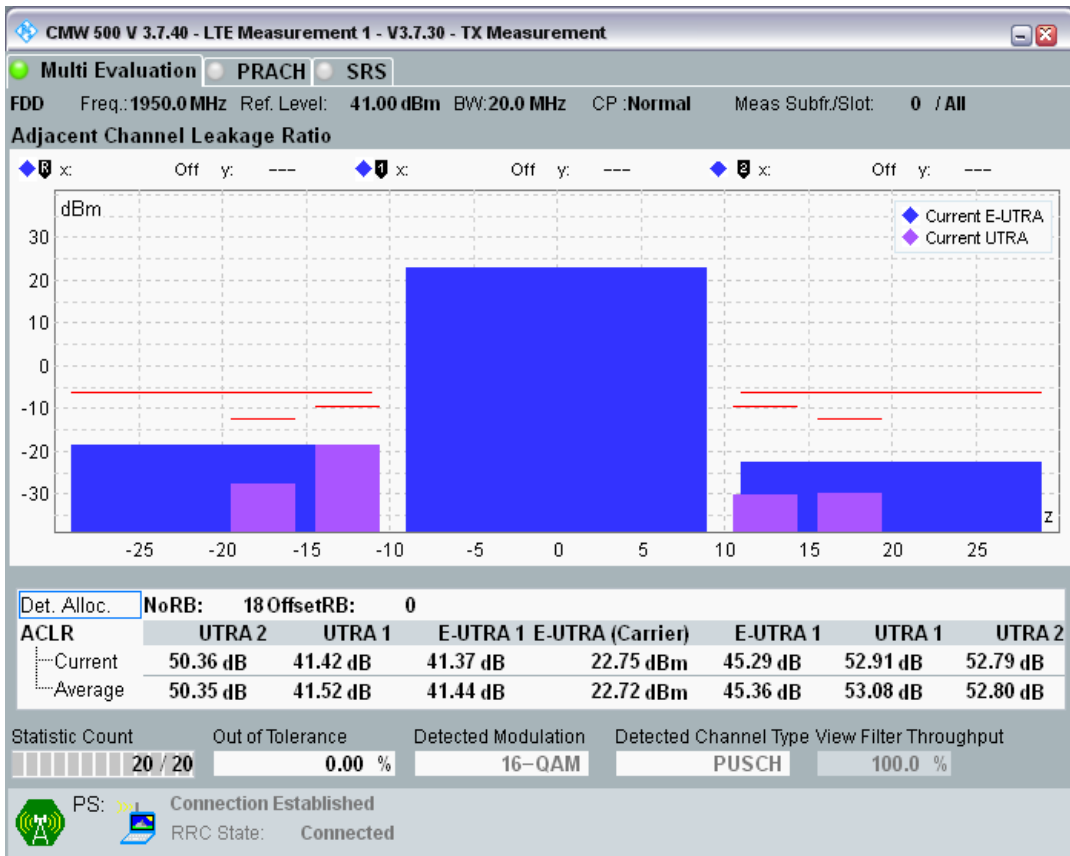 CMW 500 V 3.7.40 - LTE Measurement 1 - V3.7.30 - TX Measurement
Multi Evaluation PRACH SRS
FDD Freq.:1950.0 MHz Ref. Level: 41.00 dBm BW:20.0 MHz CP :Normal Meas Subfr./Slot: 0 / All
Adjacent Channel Leakage Ratio
R x: Off y: --- 1 x: Off y: --- 2 x: Off y: ---
dBm
Current E-UTRA
Current UTRA
30
20
10
0
-10
-20
-30
z
-25 -20 -15 -10 -5 0 5 10 15 20 25
Det. Alloc. NoRB: 18 OffsetRB: 0
ACLR UTRA 2 UTRA 1 E-UTRA 1 E-UTRA (Carrier) E-UTRA 1 UTRA 1 UTRA 2
Current 50.36 dB 41.42 dB 41.37 dB 22.75 dBm 45.29 dB 52.91 dB 52.79 dB
Average 50.35 dB 41.52 dB 41.44 dB 22.72 dBm 45.36 dB 53.08 dB 52.80 dB
Statistic Count Out of Tolerance Detected Modulation Detected Channel Type View Filter Throughput
20 / 20 0.00 % 16-QAM PUSCH 100.0 %
PS: Connection Established
RRC State: Connected